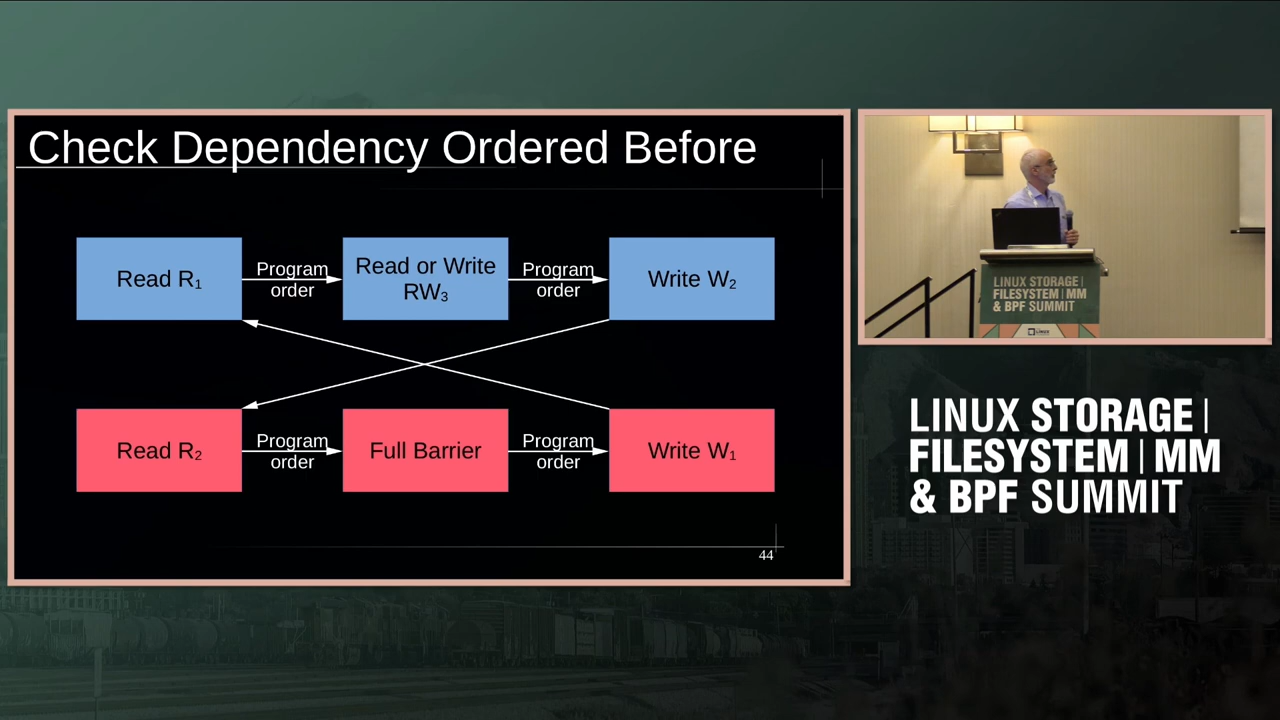 Check Dependency Ordered Before
Read R₁
Program
order
Read or Write
RW₃
Program
order
Write W₂
Read R₂
Program
order
Full Barrier
Program
order
Write W₁
44
LINUX STORAGE |
FILESYSTEM | MM
& BPF SUMMIT
LINUX STORAGE |
FILESYSTEM | MM
& BPF SUMMIT